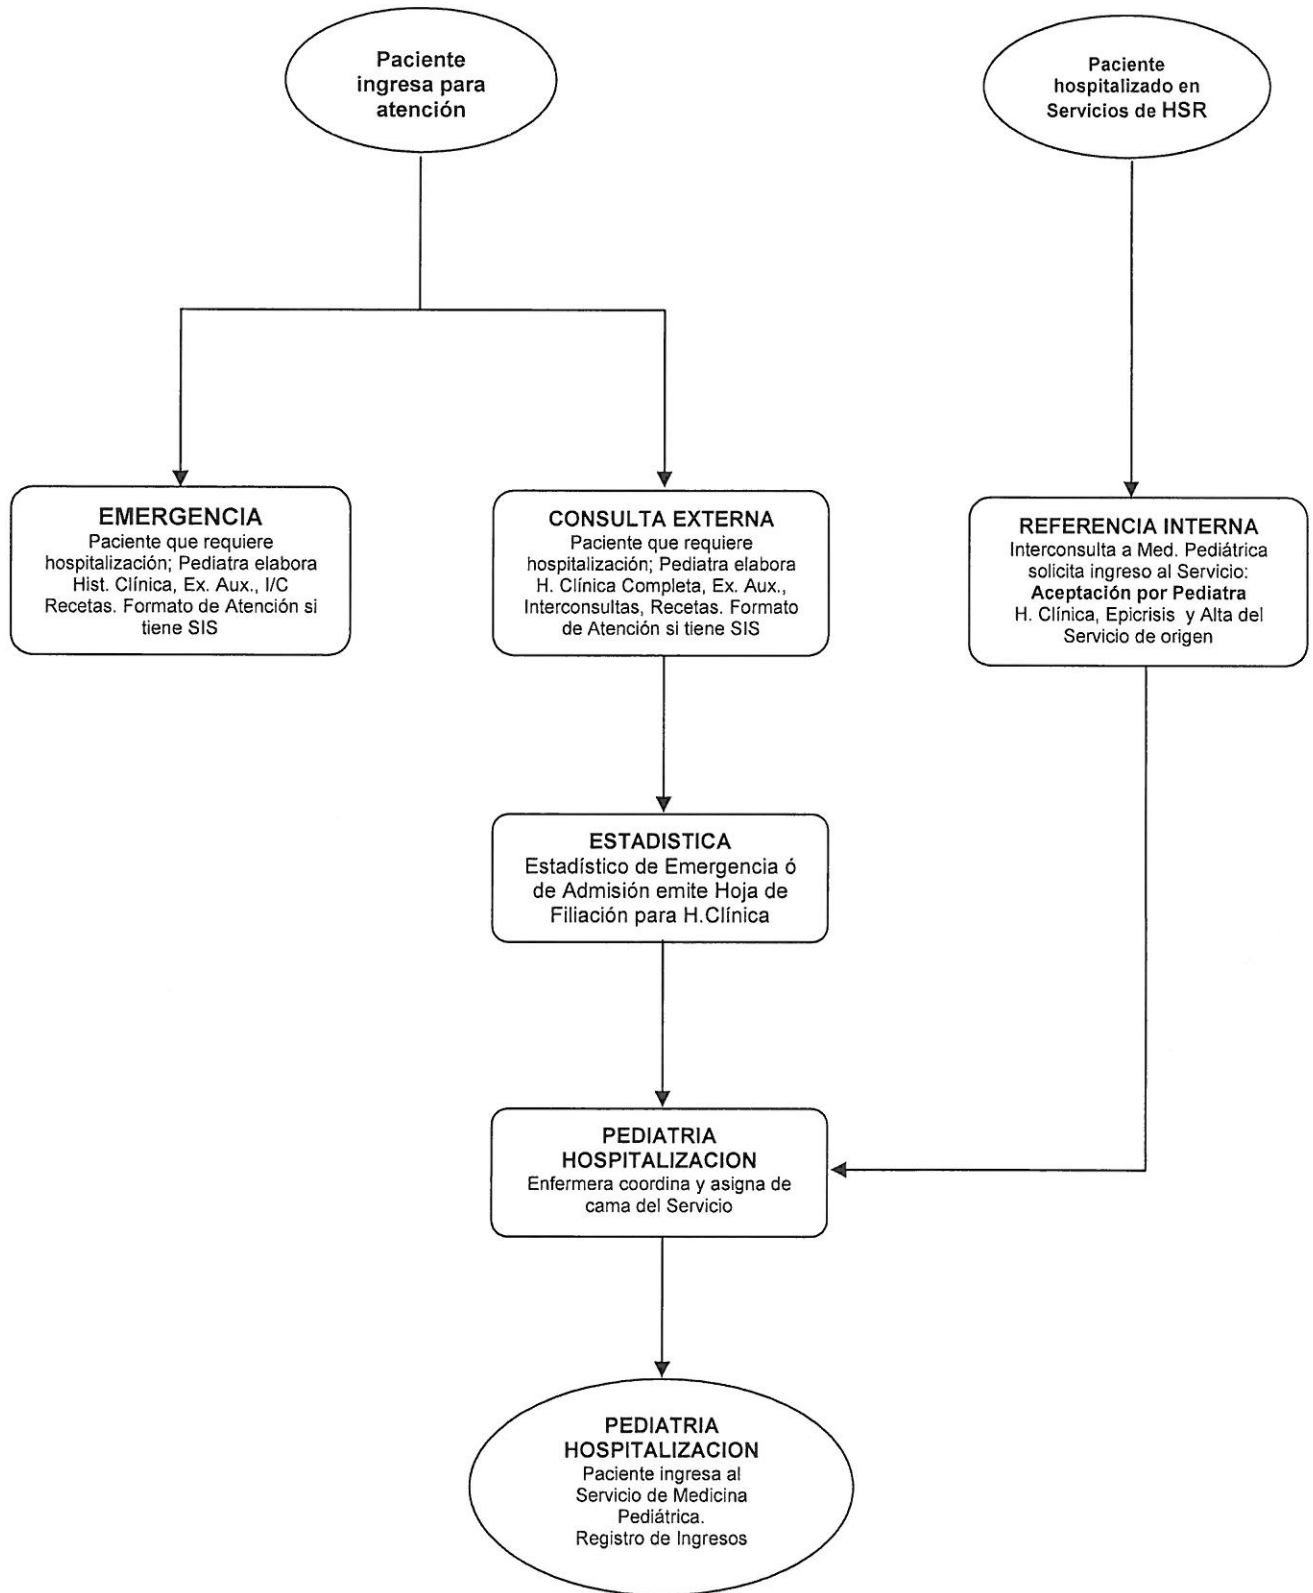 Paciente
ingresa para
atención
Paciente
hospitalizado en
Servicios de HSR
EMERGENCIA
Paciente que requiere
hospitalización; Pediatra elabora
Hist. Clínica, Ex. Aux., I/C
Recetas. Formato de Atención si
tiene SIS
CONSULTA EXTERNA
Paciente que requiere
hospitalización; Pediatra elabora
H. Clínica Completa, Ex. Aux.,
Interconsultas, Recetas. Formato
de Atención si tiene SIS
REFERENCIA INTERNA
Interconsulta a Med. Pediátrica
solicita ingreso al Servicio:
Aceptación por Pediatra
H. Clínica, Epicrisis y Alta del
Servicio de origen
ESTADISTICA
Estadístico de Emergencia ó
de Admisión emite Hoja de
Filiación para H.Clínica
PEDIATRIA
HOSPITALIZACION
Enfermera coordina y asigna de
cama del Servicio
PEDIATRIA
HOSPITALIZACION
Paciente ingresa al
Servicio de Medicina
Pediátrica.
Registro de Ingresos